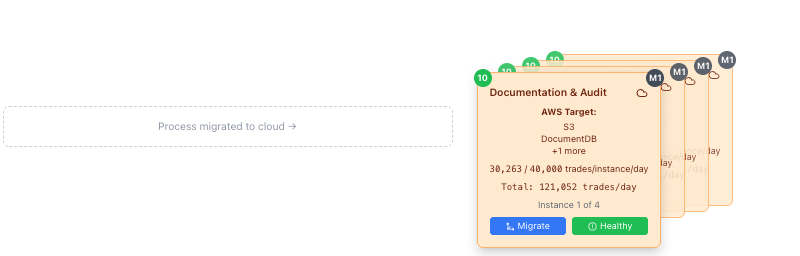 Process migrated to cloud →
10
10
10
10
M1
M1
M1
M1
Documentation & Audit
AWS Target:
S3
DocumentDB
+1 more
30,263 / 40,000 trades/instance/day
Total: 121,052 trades/day
Instance 1 of 4
Migrate
Healthy